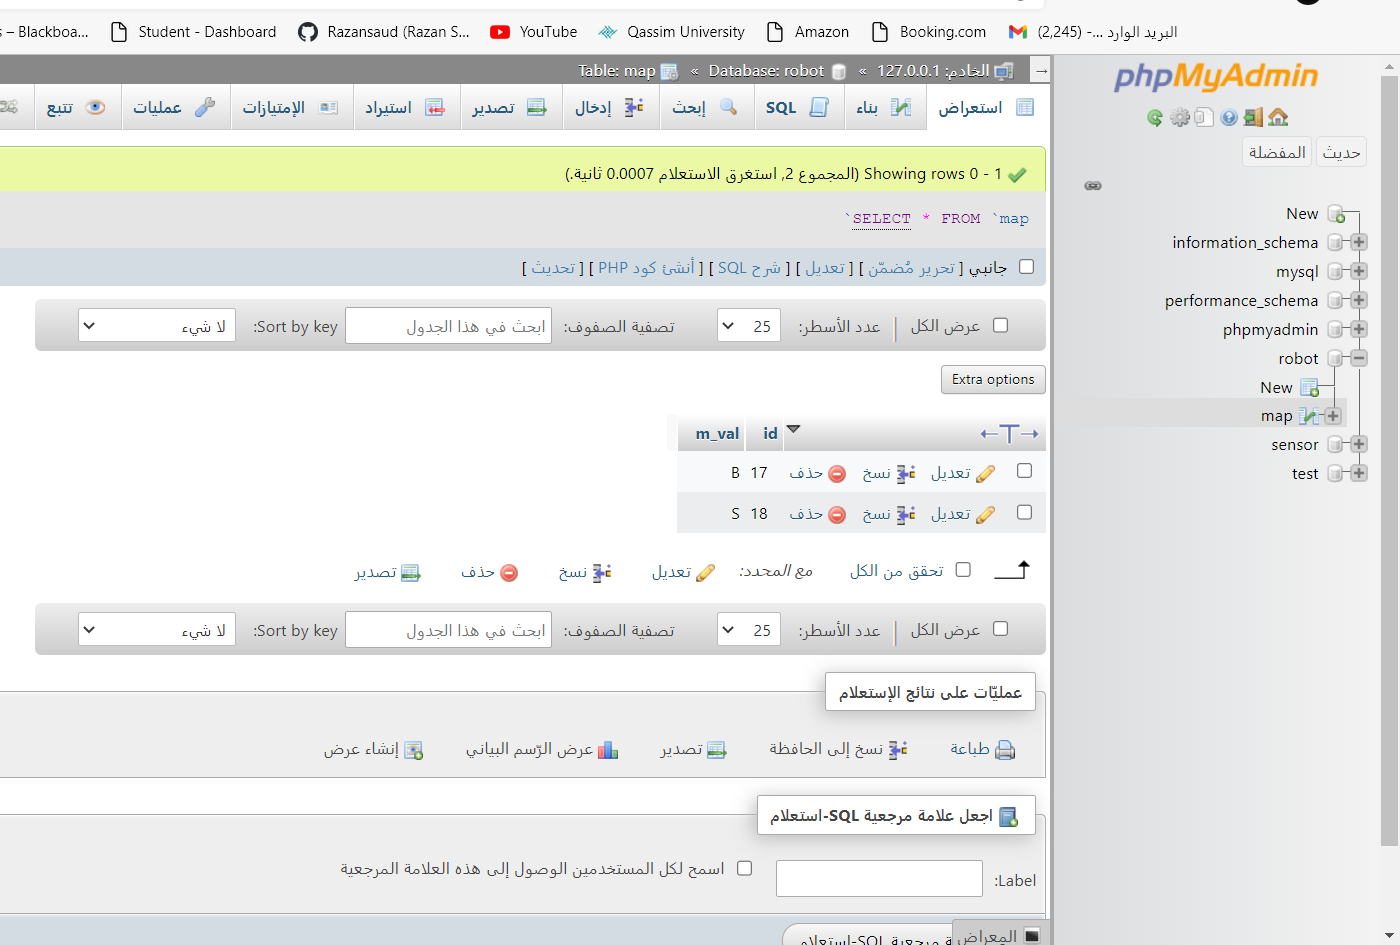 s – Blackboa... Student - Dashboard Razansaud (Razan S... YouTube Qassim University Amazon Booking.com البريد الوارد ...- (2,245)
الخادم: 127.0.0.1 » Database: robot » Table: map
استعراض بناء SQL إبحث إدخال تصدير استيراد الإمتيازات عمليات تتبع
Showing rows 0 - 1 (المجموع 2, استغرق الاستعلام 0.0007 ثانية.)
SELECT * FROM `map`
جانبي [ تحرير مُضمّن ] [ تعديل ] [ شرح SQL ] [ أنشئ كود PHP ] [ تحديث ]
عرض الكل | عدد الأسطر: 25 تصفية الصفوف: ابحث في هذا الجدول Sort by key: لا شيء
Extra options
←T→ id m_val
تعديل نسخ حذف 17 B
تعديل نسخ حذف 18 S
تحقق من الكل مع المحدد: تعديل نسخ حذف تصدير
عرض الكل | عدد الأسطر: 25 تصفية الصفوف: ابحث في هذا الجدول Sort by key: لا شيء
عمليّات على نتائج الإستعلام
طباعة نسخ إلى الحافظة تصدير عرض الرّسم البياني إنشاء عرض
اجعل علامة مرجعية SQL-استعلام
Label: اسمح لكل المستخدمين الوصول إلى هذه العلامة المرجعية
ة مرجعية SQL-استعلام
المعراض
phpMyAdmin
حديث المفضلة
New
information_schema
mysql
performance_schema
phpmyadmin
robot
New
map
sensor
test